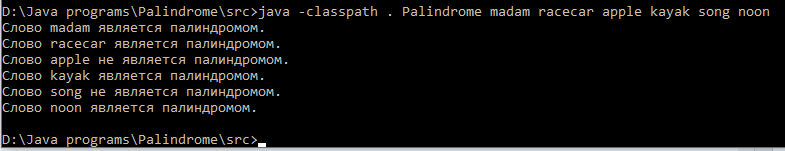 D:\Java programs\Palindrome\src>java -classpath . Palindrome madam racecar apple kayak song noon
Слово madam является палиндромом.
Слово racecar является палиндромом.
Слово apple не является палиндромом.
Слово kayak является палиндромом.
Слово song не является палиндромом.
Слово noon является палиндромом.
D:\Java programs\Palindrome\src>